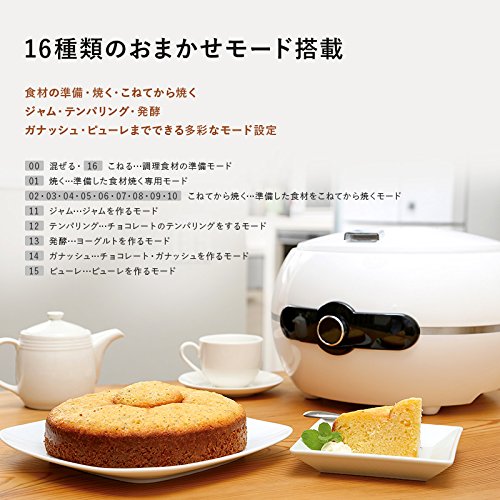 16種類のおまかせモード搭載
食材の準備・焼く・こねてから焼く
ジャム・テンパリング・発酵
ガナッシュ・ピューレまでできる多彩なモード設定
00 混ぜる・ 16 こねる…調理食材の準備モード
01 焼く…準備した食材焼く専用モード
02・03・04・05・06・07・08・09・10 こねてから焼く…準備した食材をこねてから焼くモード
11 ジャム…ジャムを作るモード
12 テンパリング…チョコレートのテンパリングをするモード
13 発酵…ヨーグルトを作るモード
14 ガナッシュ…チョコレート・ガナッシュを作るモード
15 ピューレ…ピューレを作るモード